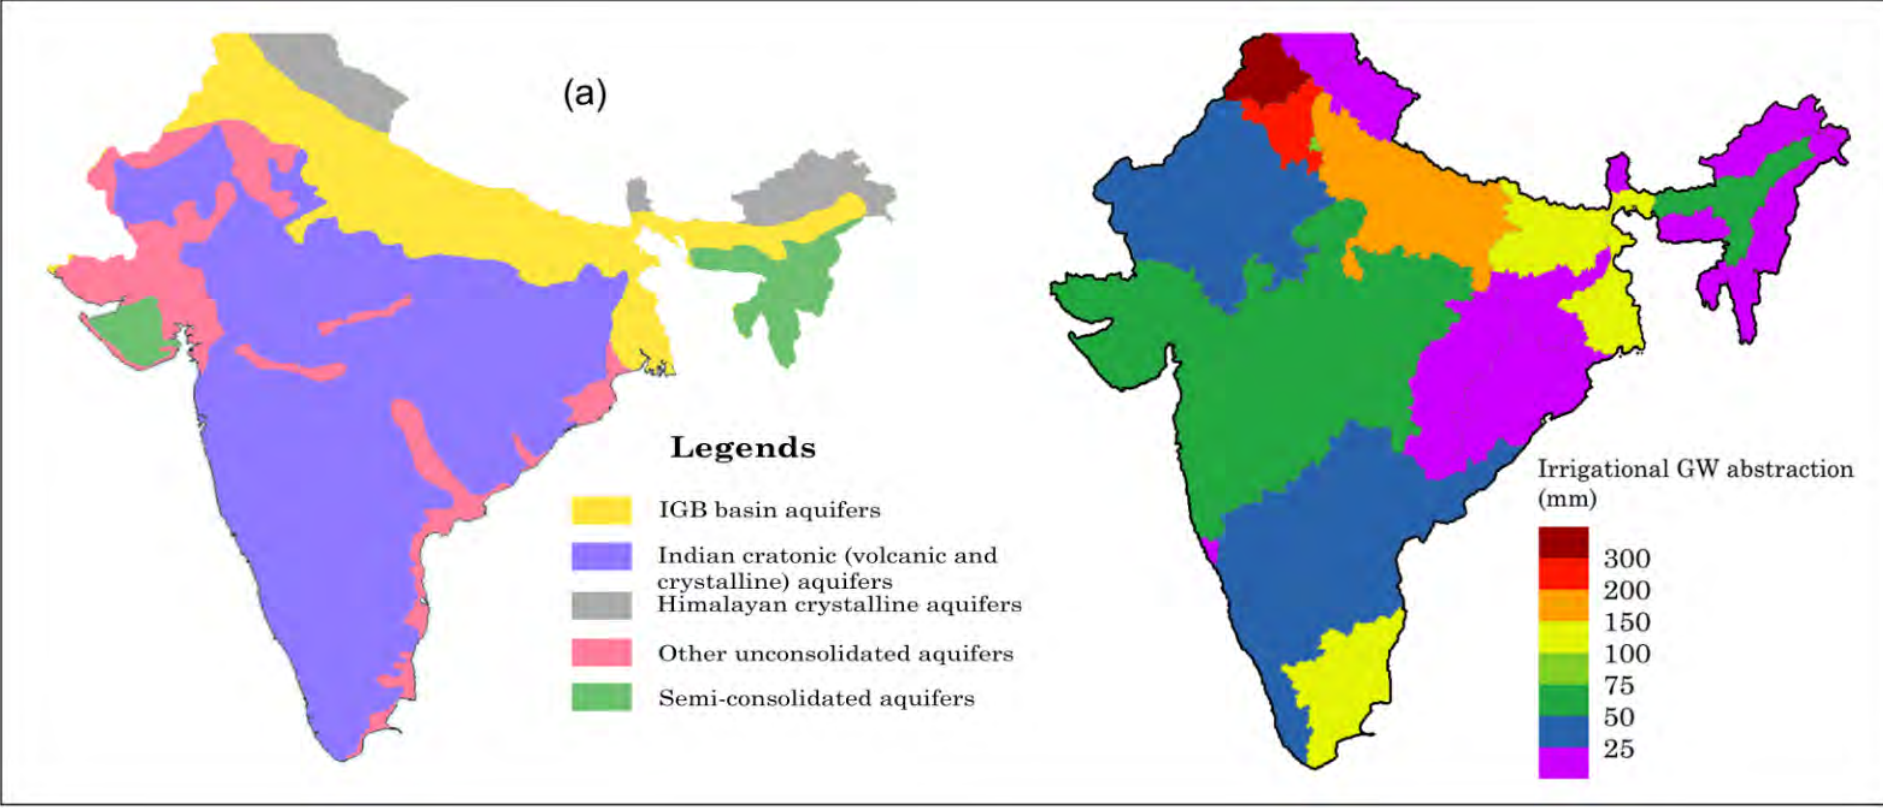 (a)
Legends
IGB basin aquifers
Indian cratonic (volcanic and
crystalline) aquifers
Himalayan crystalline aquifers
Other unconsolidated aquifers
Semi-consolidated aquifers
Irrigational GW abstraction
(mm)
300
200
150
100
75
50
25